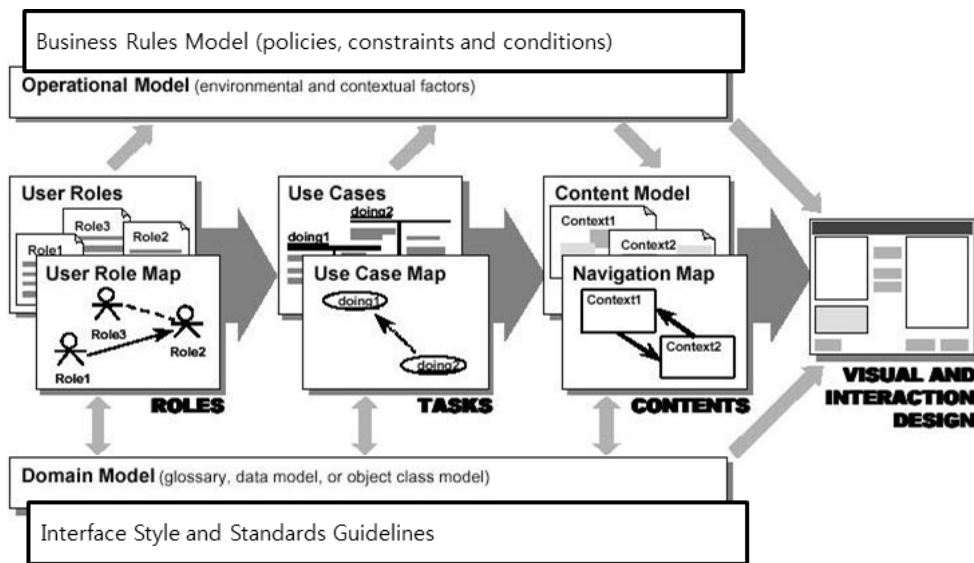 Business Rules Model (policies, constraints and conditions)
Operational Model (environmental and contextual factors)
User Roles
Role3
Role2
Role1
User Role Map
Role3
Role2
Role1
ROLES
Use Cases
doing2
doing1
Use Case Map
doing1
doing2
TASKS
Content Model
Context1
Context2
Navigation Map
Context1
Context2
CONTENTS
VISUAL AND
INTERACTION
DESIGN
Domain Model (glossary, data model, or object class model)
Interface Style and Standards Guidelines